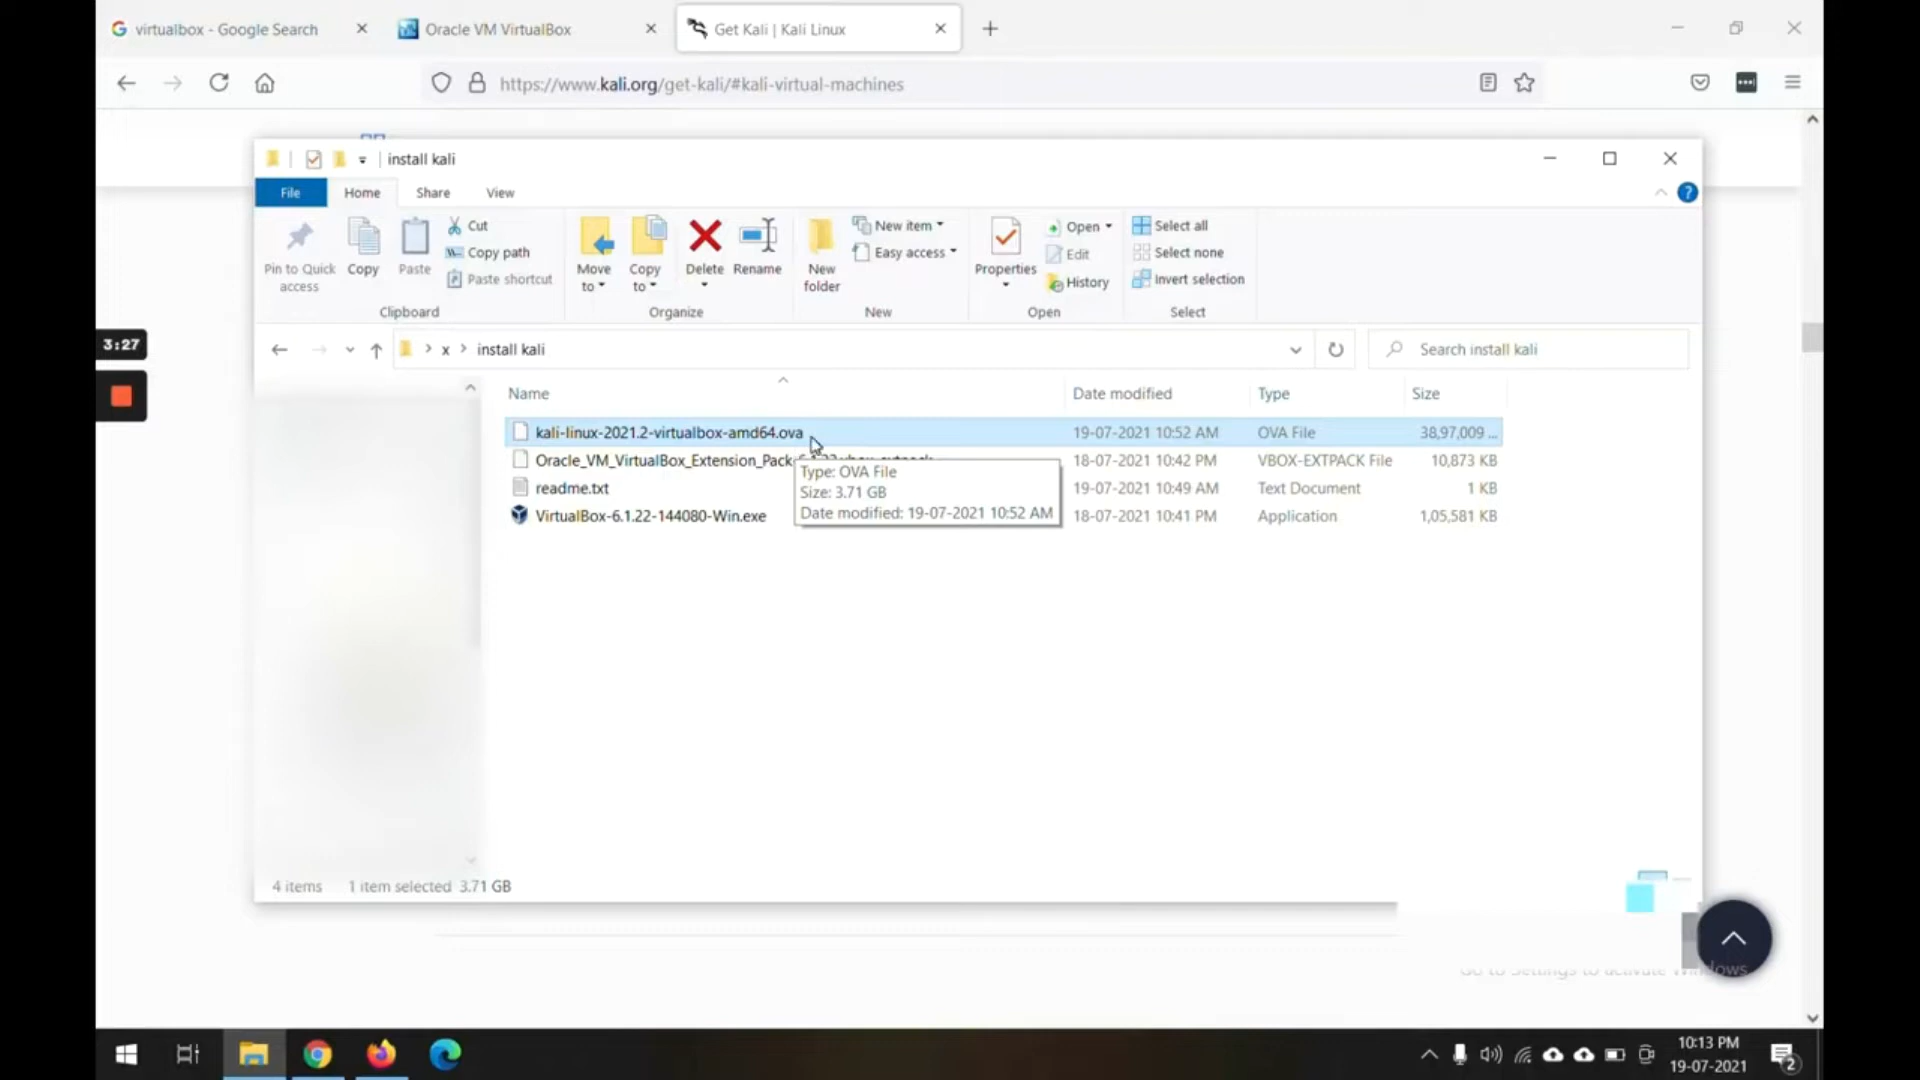 virtualbox - Google Search
Oracle VM VirtualBox
Get Kali | Kali Linux
https://www.kali.org/get-kali/#kali-virtual-machines
install kali
File
Home
Share
View
Pin to Quick access
Copy
Paste
Cut
Copy path
Paste shortcut
Clipboard
Move to
Copy to
Delete
Rename
Organize
New folder
New item
Easy access
New
Properties
Open
Edit
History
Open
Select all
Select none
Invert selection
Select
3:27
x
install kali
Search install kali
Name
Date modified
Type
Size
kali-linux-2021.2-virtualbox-amd64.ova 19-07-2021 10:52 AM OVA File 38,97,009 ...
Oracle_VM_VirtualBox_Extension_Pack 18-07-2021 10:42 PM VBOX-EXTPACK File 10,873 KB
readme.txt 19-07-2021 10:49 AM Text Document 1 KB
VirtualBox-6.1.22-144080-Win.exe 18-07-2021 10:41 PM Application 1,05,581 KB
Type: OVA File
Size: 3.71 GB
Date modified: 19-07-2021 10:52 AM
4 items 1 item selected 3.71 GB
Go to Settings to activate Windows
10:13 PM
19-07-2021
2